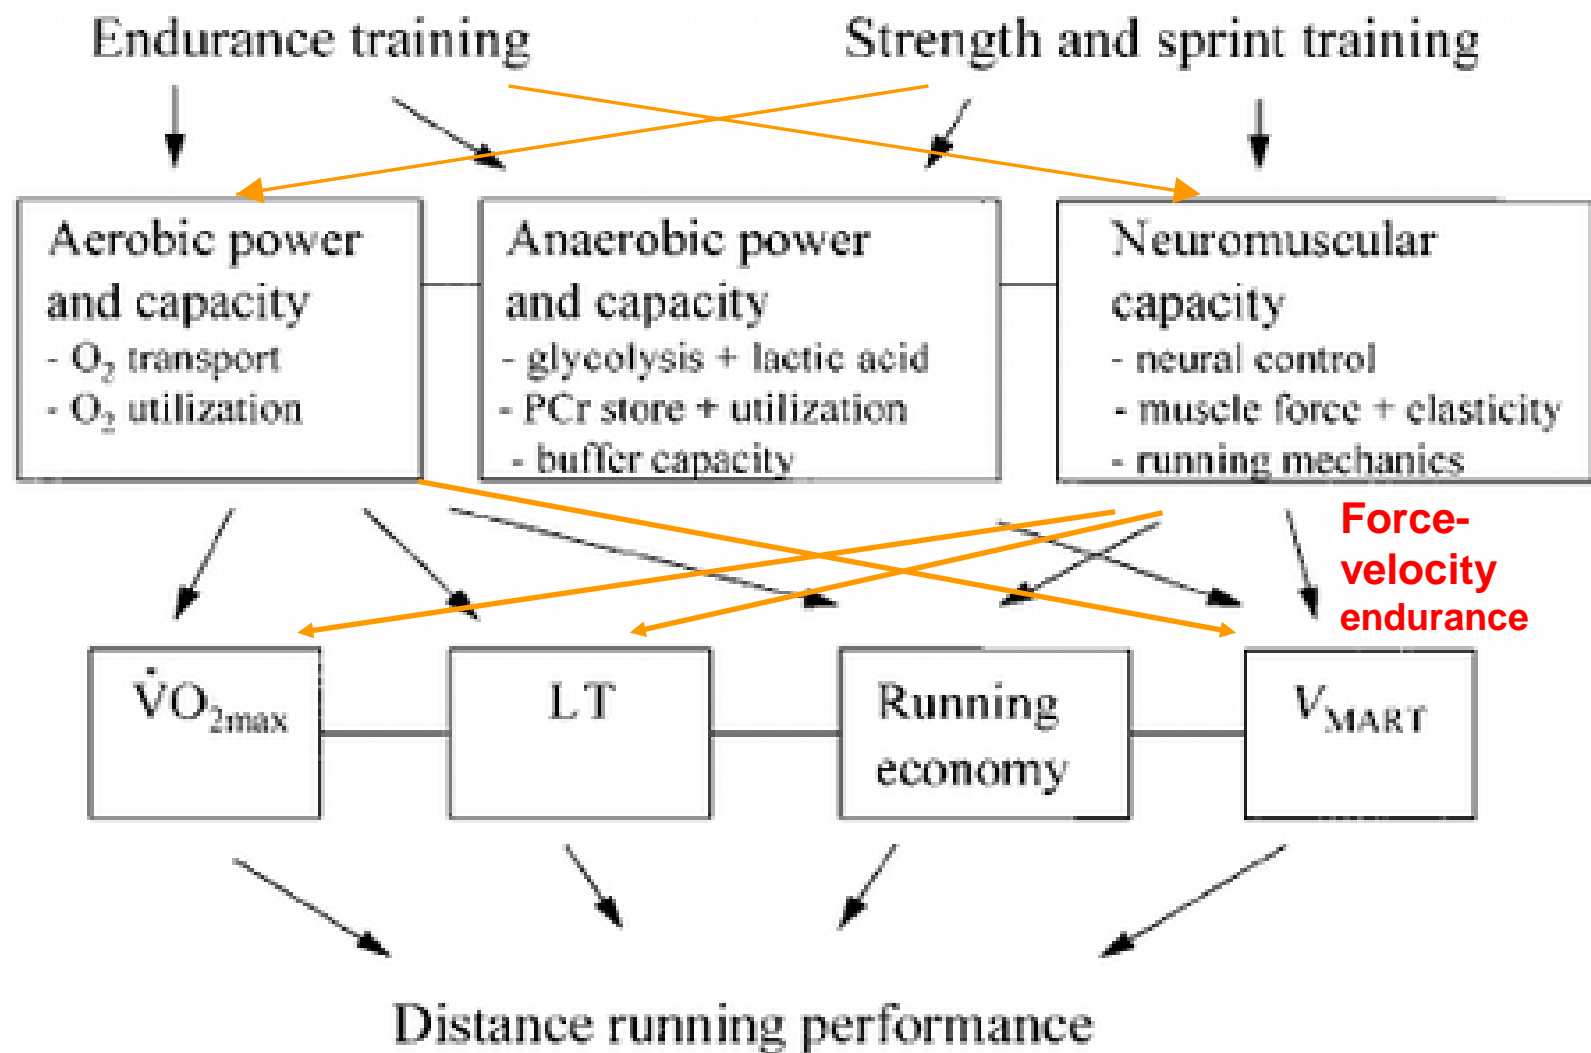 Endurance training
Strength and sprint training
Aerobic power
and capacity
- O₂ transport
- O₂ utilization
Anaerobic power
and capacity
- glycolysis + lactic acid
- PCr store + utilization
- buffer capacity
Neuromuscular
capacity
- neural control
- muscle force + elasticity
- running mechanics
Force-
velocity
endurance
V̇O₂max
LT
Running
economy
V MART
Distance running performance